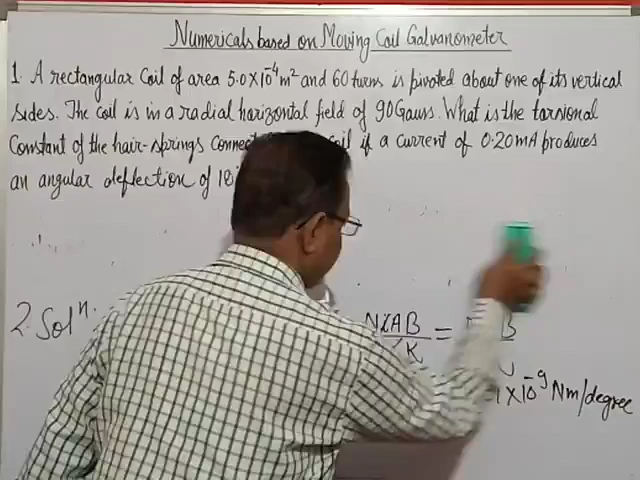 Numericals based on Moving Coil Galvanometer
1. A rectangular Coil of area 5.0×10⁻⁴m² and 60 turns is pivoted about one of its vertical
sides. The coil is in a radial horizontal field of 90 Gauss. What is the torsional
Constant of the hair-springs connec coil if a current of 0.20mA produces
an angular deflection of 18
2. Solⁿ.
NIAB = B
K
×10⁻⁹ Nm/degree